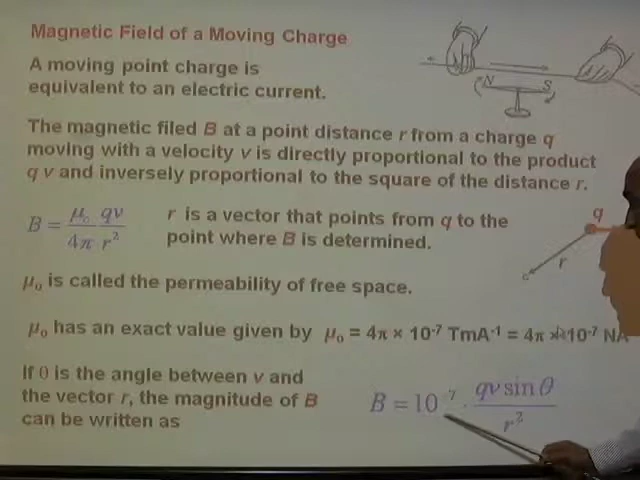 Magnetic Field of a Moving Charge
A moving point charge is
equivalent to an electric current.
N S
The magnetic filed B at a point distance r from a charge q
moving with a velocity v is directly proportional to the product
q v and inversely proportional to the square of the distance r.
B = μ₀/4π qv/r²
r is a vector that points from q to the
point where B is determined.
q
r
μ₀ is called the permeability of free space.
μ₀ has an exact value given by μ₀ = 4π × 10⁻⁷ TmA⁻¹ = 4π × 10⁻⁷ NA
If θ is the angle between v and
the vector r, the magnitude of B
can be written as
B = 10⁻⁷ · qv sin θ/r²